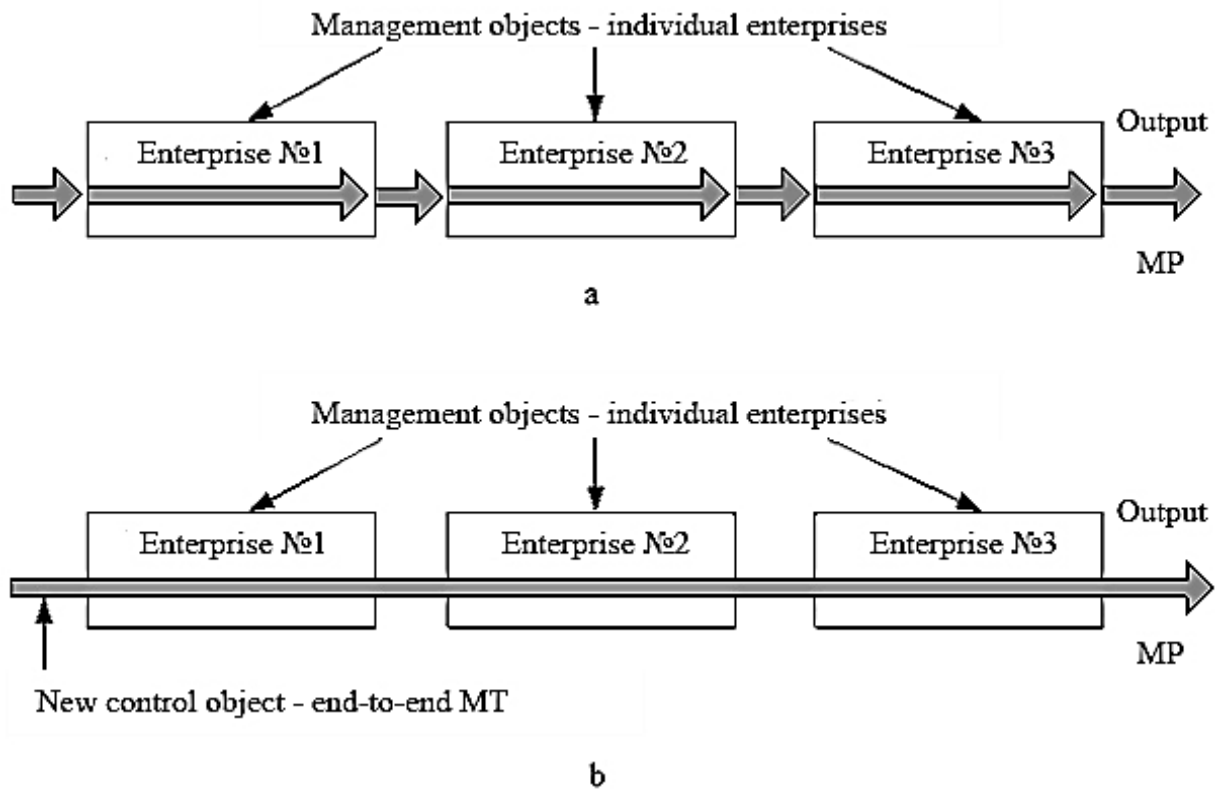 Management objects - individual enterprises
Output
Enterprise №1
Enterprise №2
Enterprise №3
MP
a
Management objects - individual enterprises
Output
Enterprise №1
Enterprise №2
Enterprise №3
MP
New control object - end-to-end MT
b